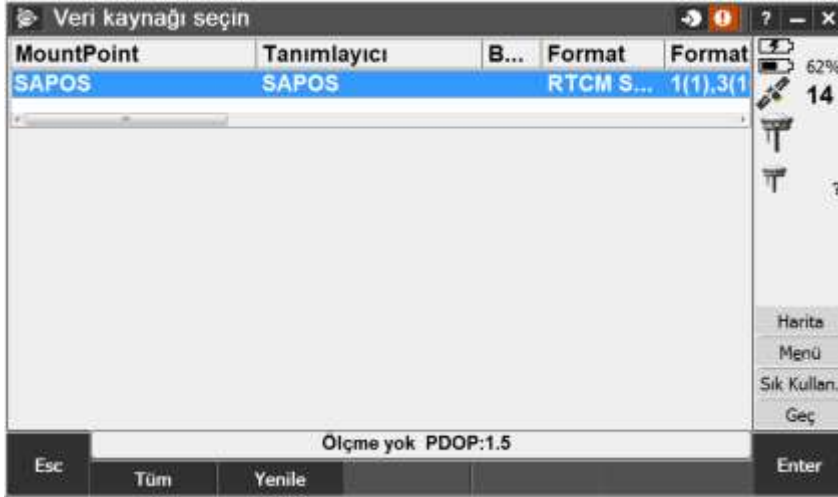 Veri kaynağı seçin ? – ×
MountPoint Tanımlayıcı B... Format Format
SAPOS SAPOS RTCM S... 1(1),3(1
62%
14
?
Harita
Menü
Sık Kullan.
Geç
Ölçme yok PDOP:1.5
Esc Tüm Yenile Enter